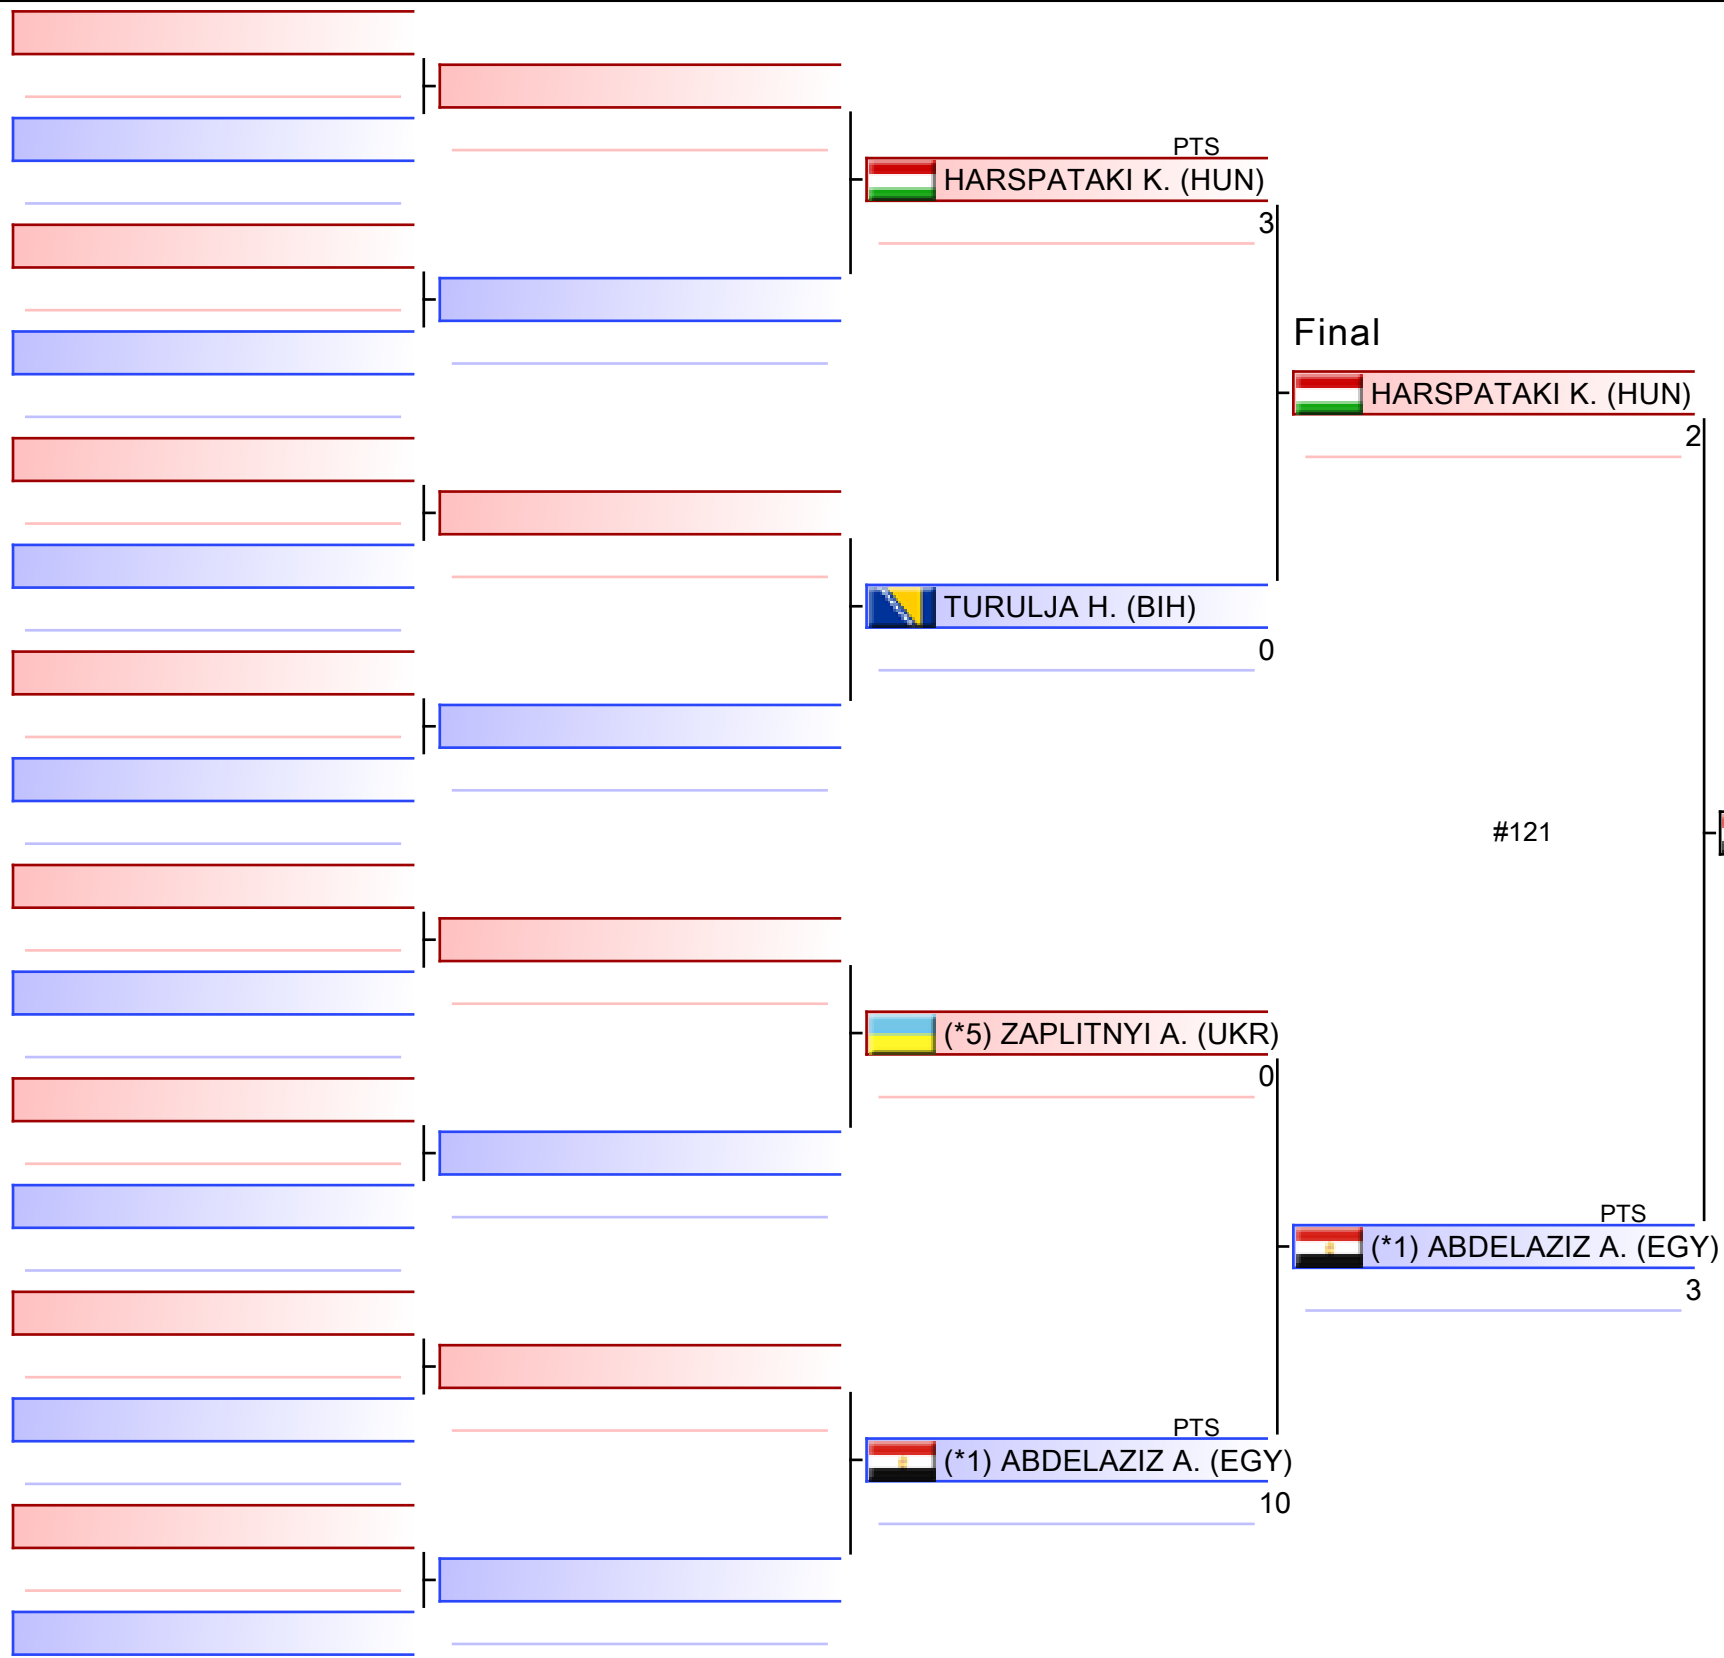 PTS
HARSPATAKI K. (HUN)
3
Final
HARSPATAKI K. (HUN)
2
TURULJA H. (BIH)
0
#121
(*5) ZAPLITNYI A. (UKR)
0
PTS
(*1) ABDELAZIZ A. (EGY)
3
PTS
(*1) ABDELAZIZ A. (EGY)
10